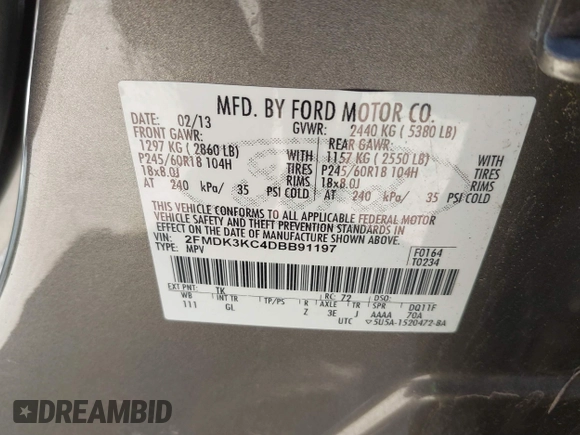 MFD. BY FORD MOTOR CO.
DATE: 02/13 GVWR: 2440 KG ( 5380 LB)
FRONT GAWR: REAR GAWR:
1297 KG ( 2860 LB) 1157 KG ( 2550 LB)
P245/60R18 104H TIRES P245/60R18 104H TIRES
18x8.0J RIMS 18x8.0J RIMS
AT 240 kPa/ 35 PSI COLD AT 240 kPa/ 35 PSI COLD
THIS VEHICLE CONFORMS TO ALL APPLICABLE FEDERAL MOTOR
VEHICLE SAFETY AND THEFT PREVENTION STANDARDS IN
EFFECT ON THE DATE OF MANUFACTURE SHOWN ABOVE.
VIN: 2FMDK3KC4DBB91197 F0164
TYPE: MPV T0234
EXT PNT: TK RC: 72 DSO:
WB INT TR TP/PS R AXLE TR SPR DQ11F
111 GL Z 3E J AAAA 70A
UTC ▽5U5A-1520472-BA
DREAMBID